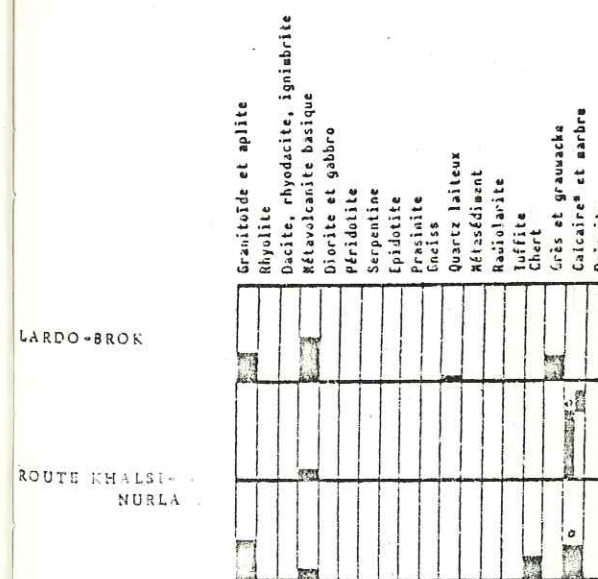 Granitoïde et aplite
Rhyolite
Dacite, rhyodacite, ignimbrite
Métavolcanite basique
Diorite et gabbro
Péridotite
Serpentine
Epidotite
Prasinite
Gneiss
Quartz laiteux
Métasédiment
Radiolarite
Tuffite
Chert
Grès et grauwacke
Calcaire* et marbre
LARDO-BROK
ROUTE KHALSI-
NURLA